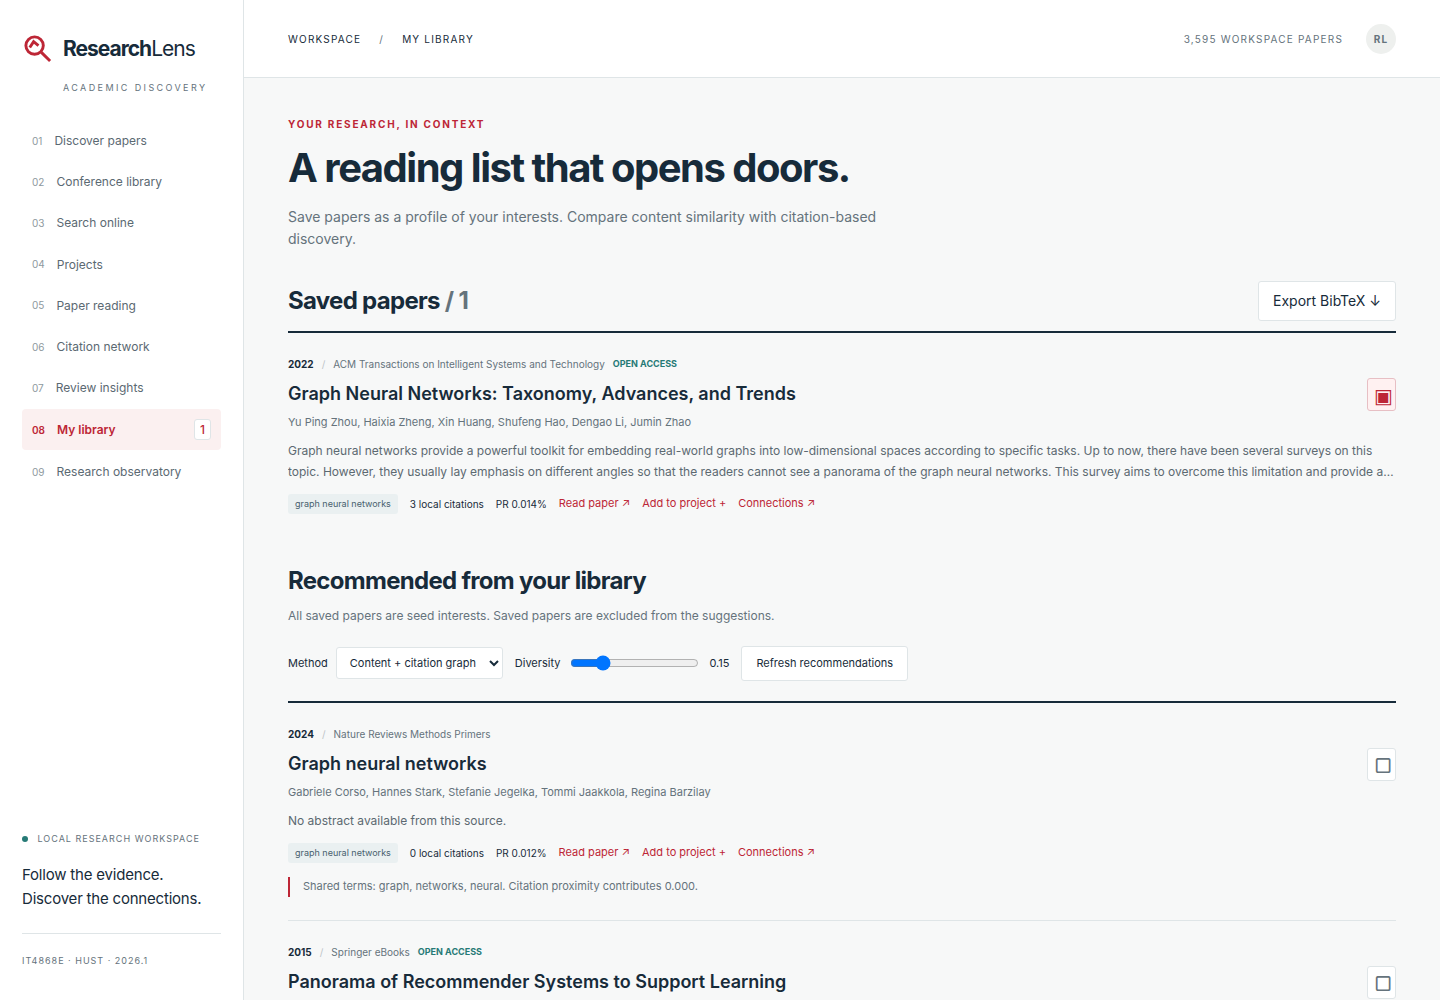 ResearchLens
ACADEMIC DISCOVERY
01 Discover papers
02 Conference library
03 Search online
04 Projects
05 Paper reading
06 Citation network
07 Review insights
08 My library 1
09 Research observatory
LOCAL RESEARCH WORKSPACE
Follow the evidence.
Discover the connections.
IT4868E · HUST · 2026.1
WORKSPACE / MY LIBRARY
3,595 WORKSPACE PAPERS RL
YOUR RESEARCH, IN CONTEXT
A reading list that opens doors.
Save papers as a profile of your interests. Compare content similarity with citation-based
discovery.
Saved papers / 1
Export BibTeX ↓
2022 / ACM Transactions on Intelligent Systems and Technology OPEN ACCESS
Graph Neural Networks: Taxonomy, Advances, and Trends
Yu Ping Zhou, Haixia Zheng, Xin Huang, Shufeng Hao, Dengao Li, Jumin Zhao
Graph neural networks provide a powerful toolkit for embedding real-world graphs into low-dimensional spaces according to specific tasks. Up to now, there have been several surveys on this
topic. However, they usually lay emphasis on different angles so that the readers cannot see a panorama of the graph neural networks. This survey aims to overcome this limitation and provide a...
graph neural networks 3 local citations PR 0.014% Read paper ↗ Add to project + Connections ↗
Recommended from your library
All saved papers are seed interests. Saved papers are excluded from the suggestions.
Method Content + citation graph Diversity 0.15 Refresh recommendations
2024 / Nature Reviews Methods Primers
Graph neural networks
Gabriele Corso, Hannes Stark, Stefanie Jegelka, Tommi Jaakkola, Regina Barzilay
No abstract available from this source.
graph neural networks 0 local citations PR 0.012% Read paper ↗ Add to project + Connections ↗
Shared terms: graph, networks, neural. Citation proximity contributes 0.000.
2015 / Springer eBooks OPEN ACCESS
Panorama of Recommender Systems to Support Learning